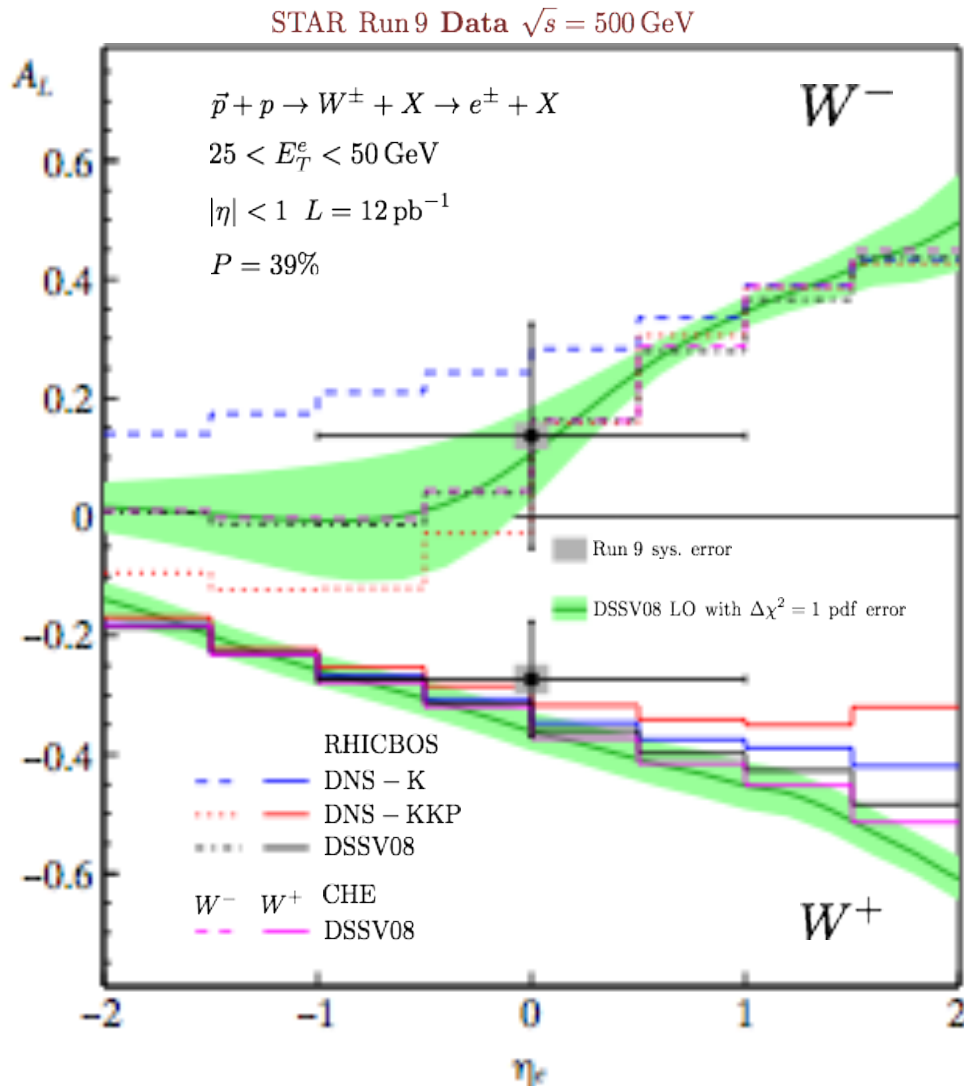 STAR Run 9 Data √s = 500 GeV
A_L
p⃗ + p → W^± + X → e^± + X
W^−
25 < E_T^e < 50 GeV
|η| < 1 L = 12 pb^−1
P = 39%
0.6
0.4
0.2
0
−0.2
−0.4
−0.6
Run 9 sys. error
DSSV08 LO with Δχ^2 = 1 pdf error
RHICBOS
DNS − K
DNS − KKP
DSSV08
W^− W^+ CHE
DSSV08
W^+
−2 −1 0 1 2
η_e